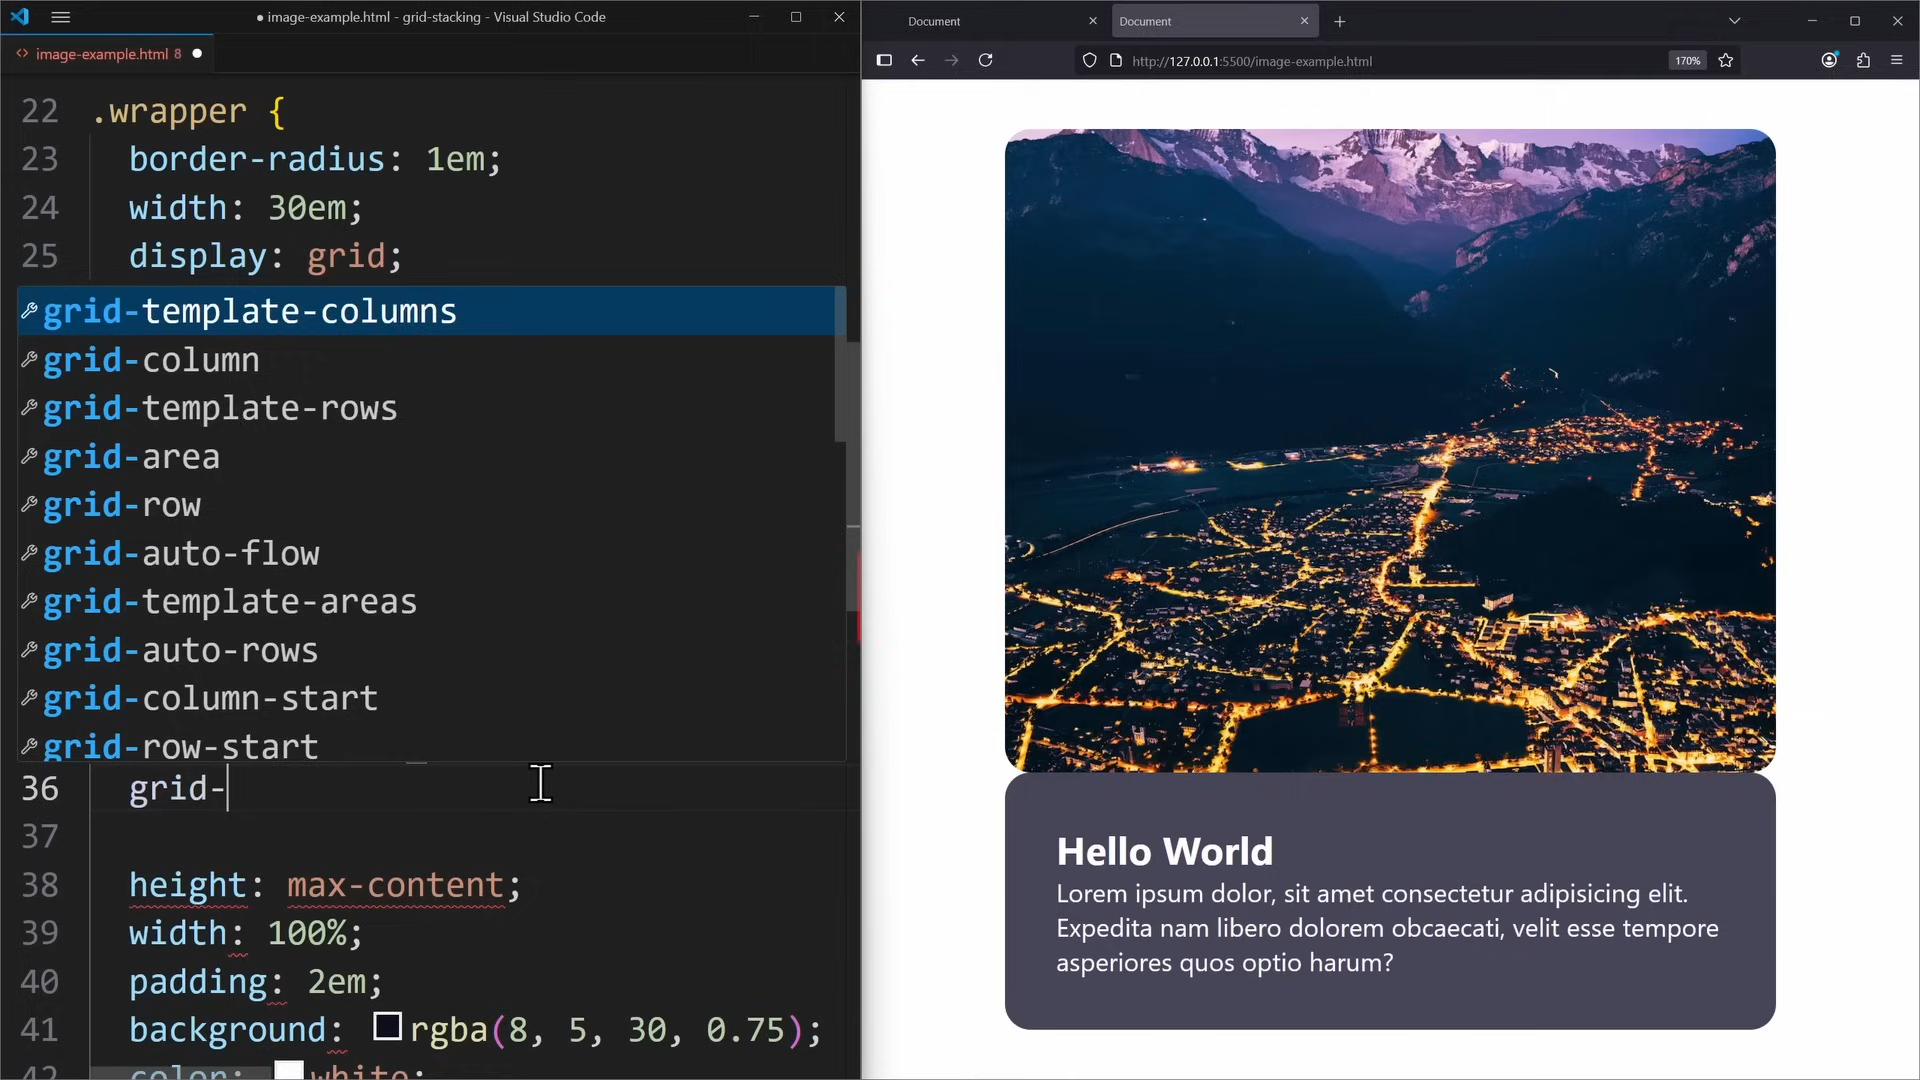 image-example.html - grid-stacking - Visual Studio Code
image-example.html 8
22 .wrapper {
23 border-radius: 1em;
24 width: 30em;
25 display: grid;
grid-template-columns
grid-column
grid-template-rows
grid-area
grid-row
grid-auto-flow
grid-template-areas
grid-auto-rows
grid-column-start
grid-row-start
36 grid-
37
38 height: max-content;
39 width: 100%;
40 padding: 2em;
41 background: rgba(8, 5, 30, 0.75);
42 color: white;
Document
Document
http://127.0.0.1:5500/image-example.html
170%
Hello World
Lorem ipsum dolor, sit amet consectetur adipisicing elit.
Expedita nam libero dolorem obcaecati, velit esse tempore
asperiores quos optio harum?